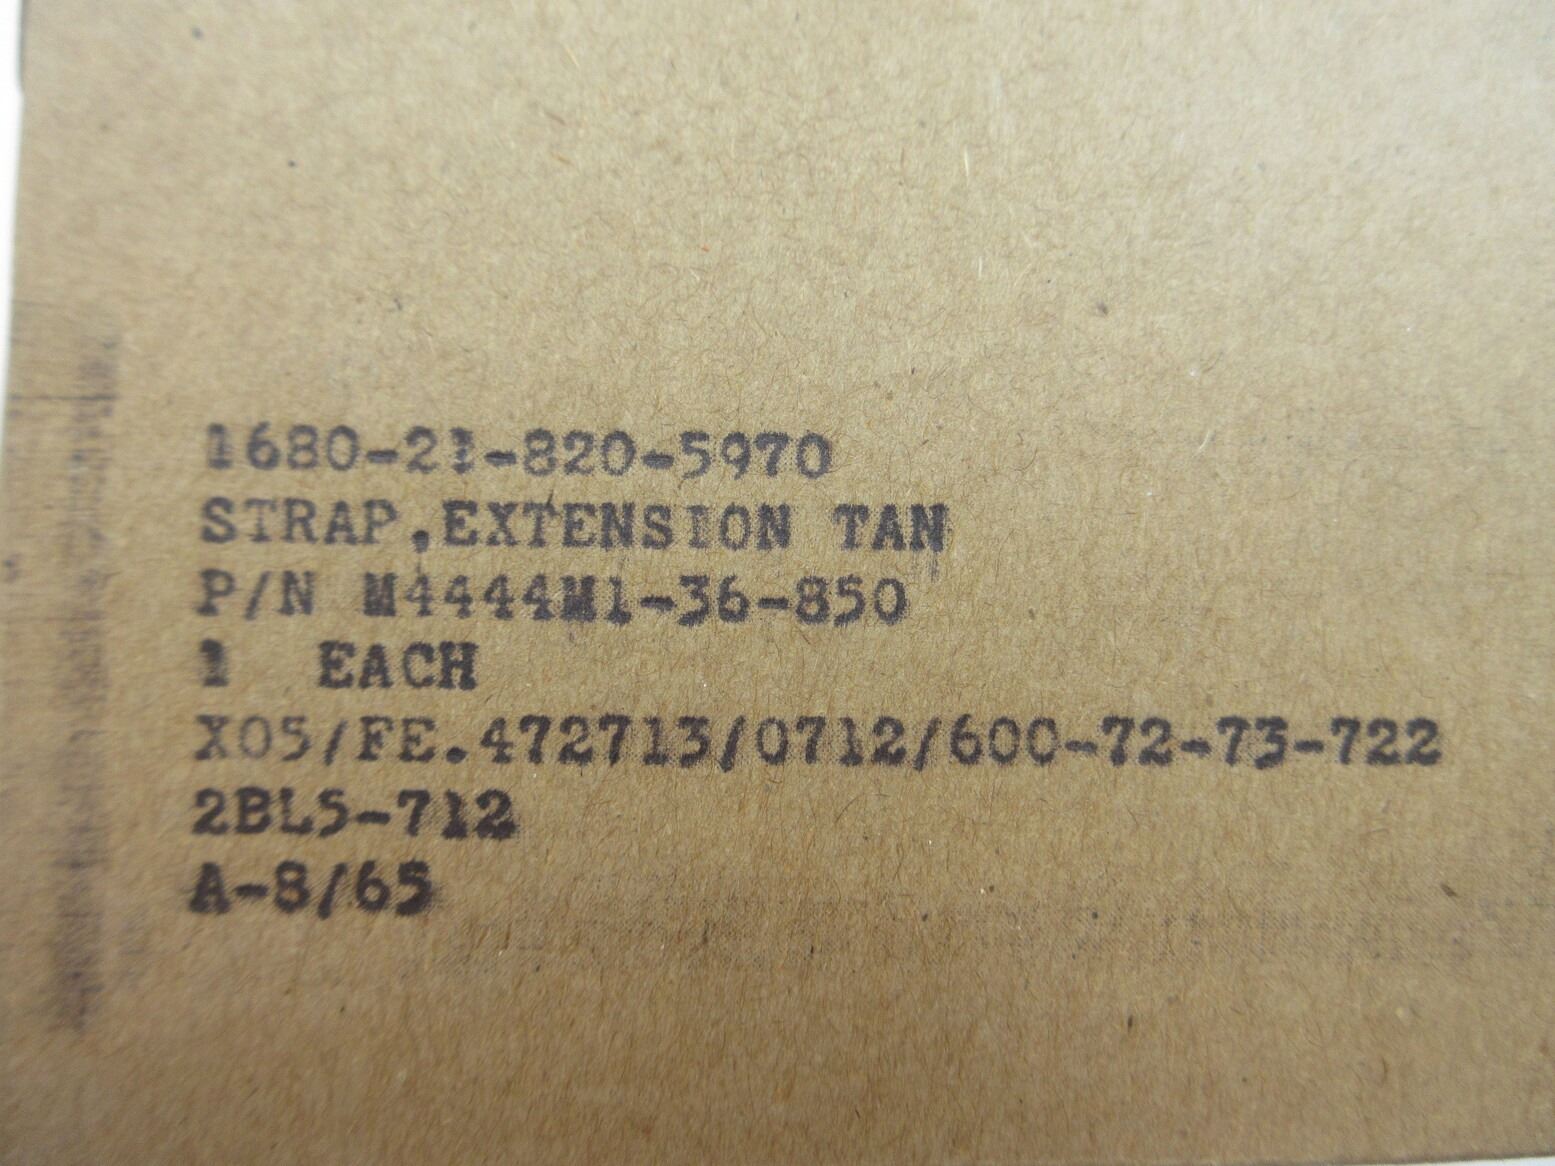 1680-21-820-5970
STRAP,EXTENSION TAN
P/N M4444M1-36-850
1 EACH
X05/FE.472713/0712/600-72-73-722
2BL5-712
A-8/65